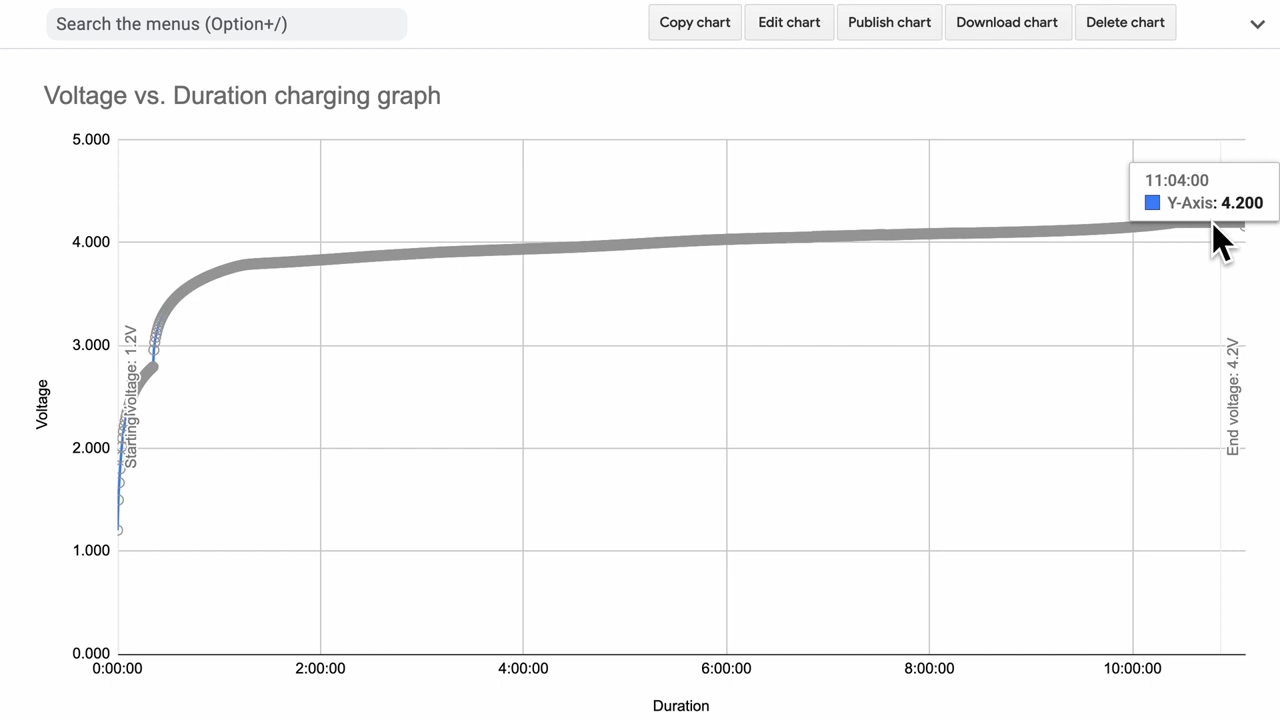 Search the menus (Option+/)
Copy chart
Edit chart
Publish chart
Download chart
Delete chart
Voltage vs. Duration charging graph
5.000
4.000
3.000
2.000
1.000
0.000
Voltage
11:04:00
Y-Axis: 4.200
Starting voltage: 1.2V
End voltage: 4.2V
0:00:00
2:00:00
4:00:00
6:00:00
8:00:00
10:00:00
Duration